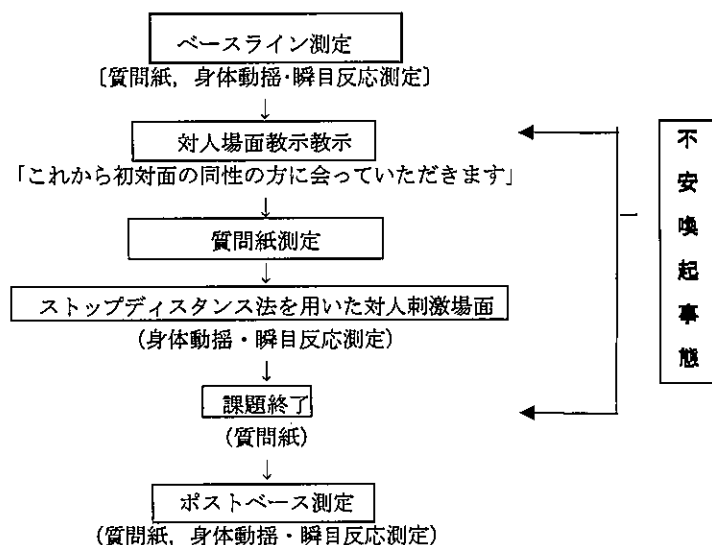 ベースライン測定
〔質問紙, 身体動揺・瞬目反応測定〕
↓
対人場面教示教示
「これから初対面の同性の方に会っていただきます」
↓
質問紙測定
↓
ストップディスタンス法を用いた対人刺激場面
(身体動揺・瞬目反応測定)
↓
課題終了
(質問紙)
↓
ポストベース測定
(質問紙, 身体動揺・瞬目反応測定)
不安喚起事態